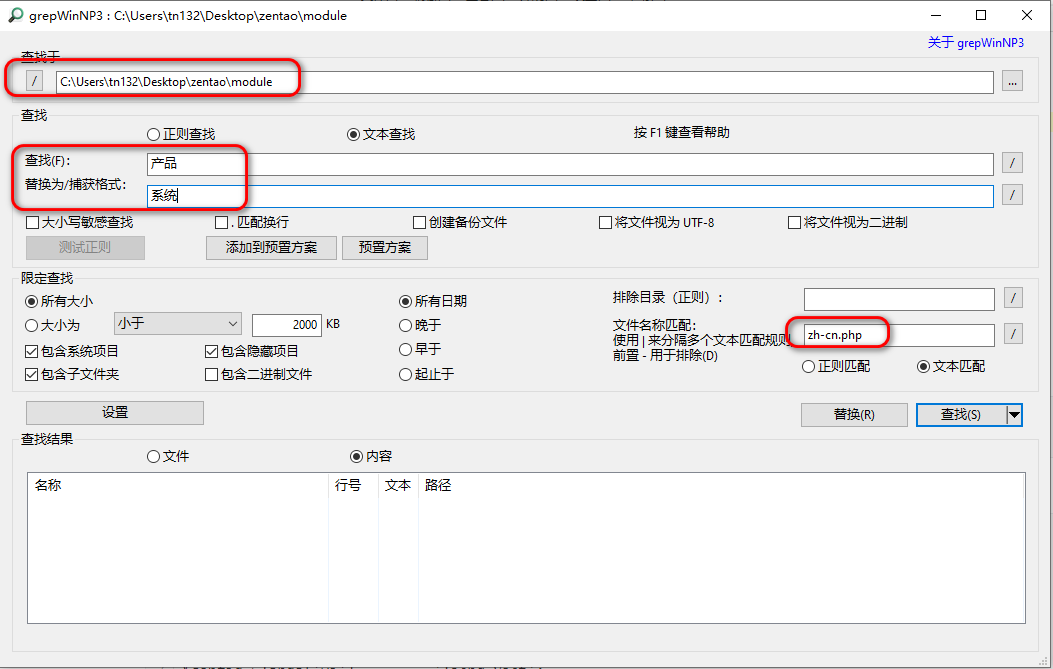 grepWinNP3 : C:\Users\tn132\Desktop\zentao\module
关于 grepWinNP3
查找于
/ C:\Users\tn132\Desktop\zentao\module ...
查找
正则查找 文本查找 按 F1 键查看帮助
查找(F): 产品 /
替换为/捕获格式: 系统 /
大小写敏感查找 . 匹配换行 创建备份文件 将文件视为 UTF-8 将文件视为二进制
测试正则 添加到预置方案 预置方案
限定查找
所有大小 所有日期 排除目录（正则）: /
大小为 小于 2000 KB 晚于 文件名称匹配: zh-cn.php /
使用 | 来分隔多个文本匹配规则
包含系统项目 包含隐藏项目 早于 前置 - 用于排除(D)
包含子文件夹 包含二进制文件 起止于 正则匹配 文本匹配
设置 替换(R) 查找(S)
查找结果
文件 内容
名称 行号 文本 路径